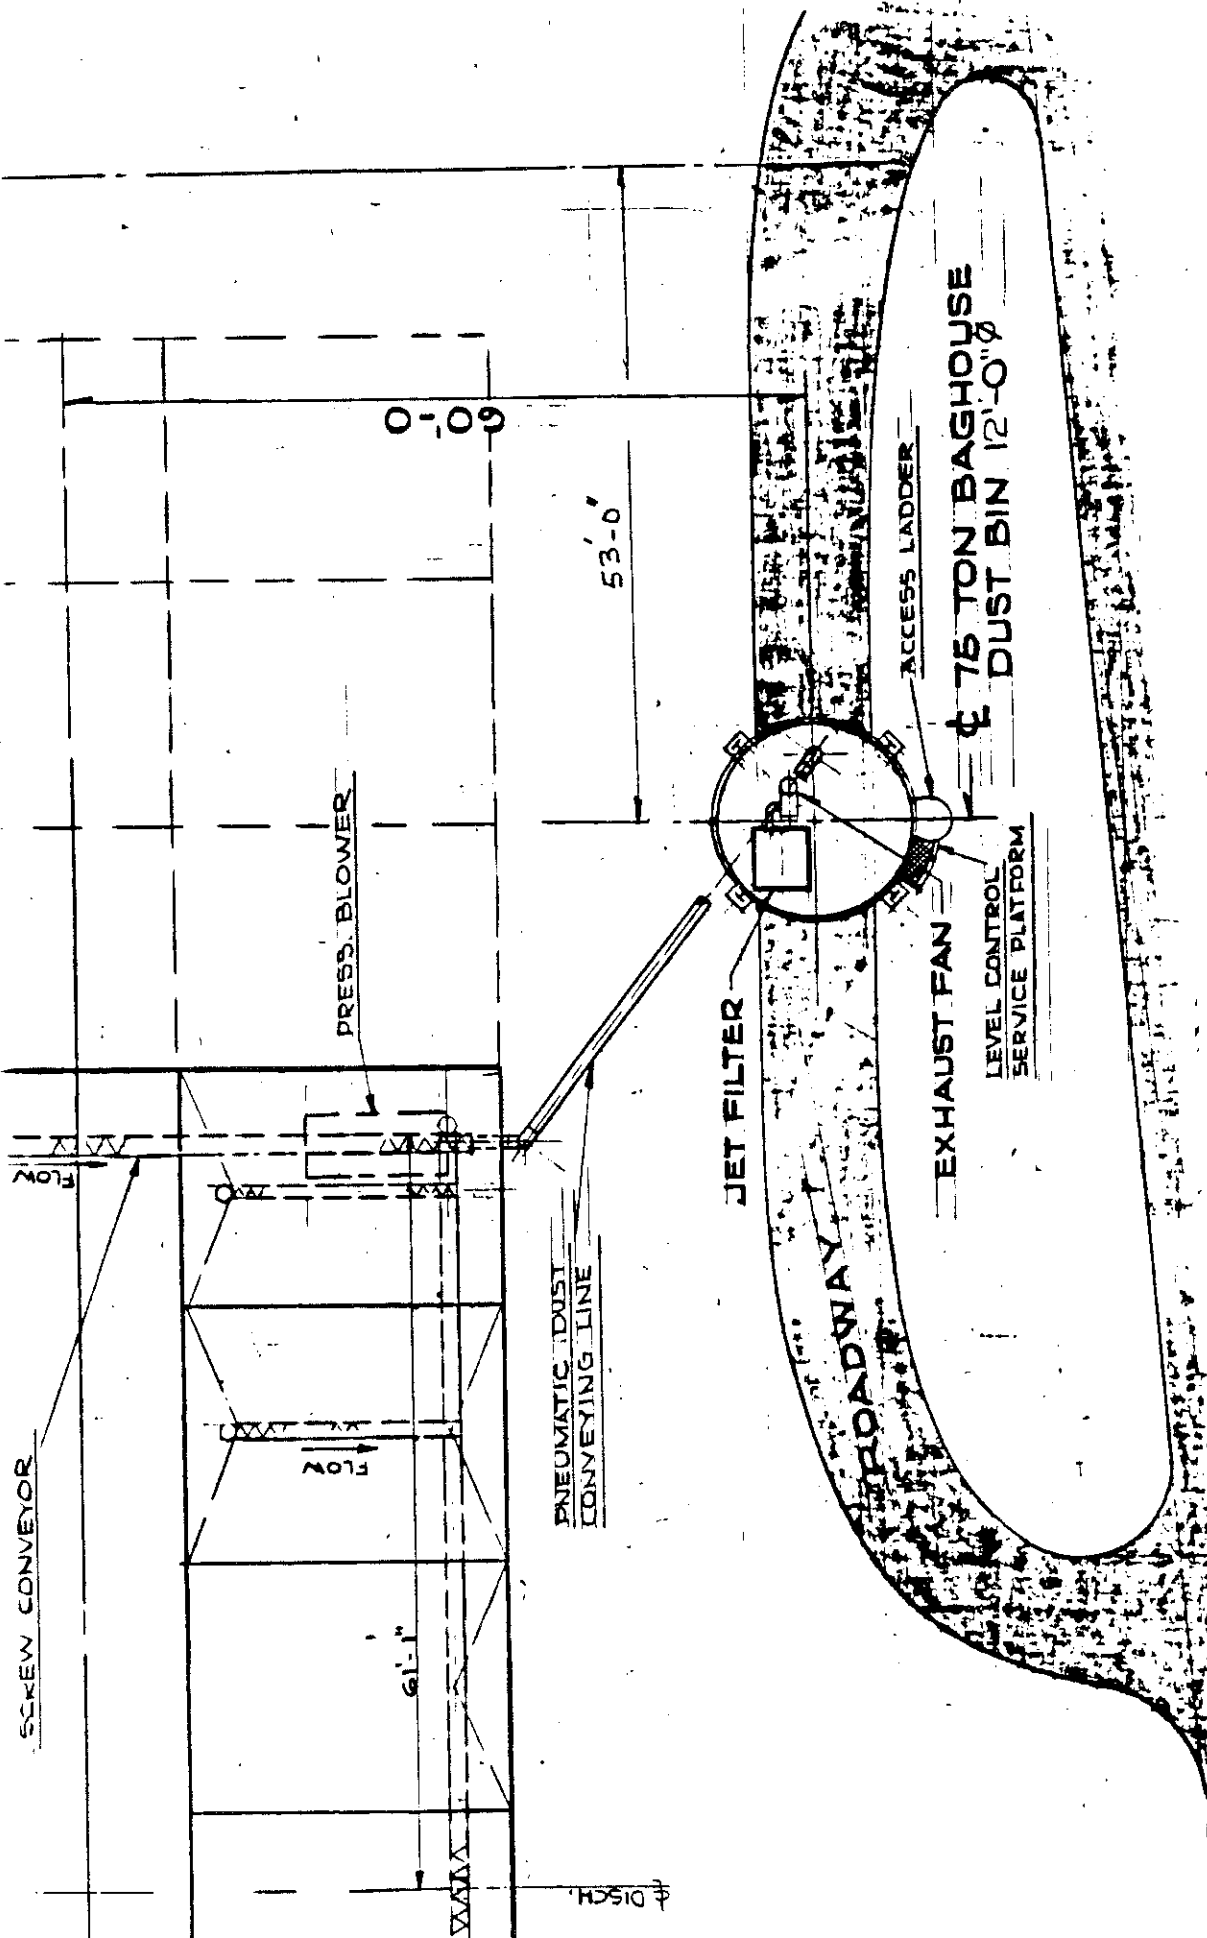 SCREW CONVEYOR
FLOW
FLOW
PRESS. BLOWER
60'-0
53'-0"
61'-1"
℄ DISCH.
PNEUMATIC DUST
CONVEYING LINE
JET FILTER
ROADWAY
EXHAUST FAN
LEVEL CONTROL
SERVICE PLATFORM
ACCESS LADDER
℄ 75 TON BAGHOUSE
DUST BIN 12'-0"Ø